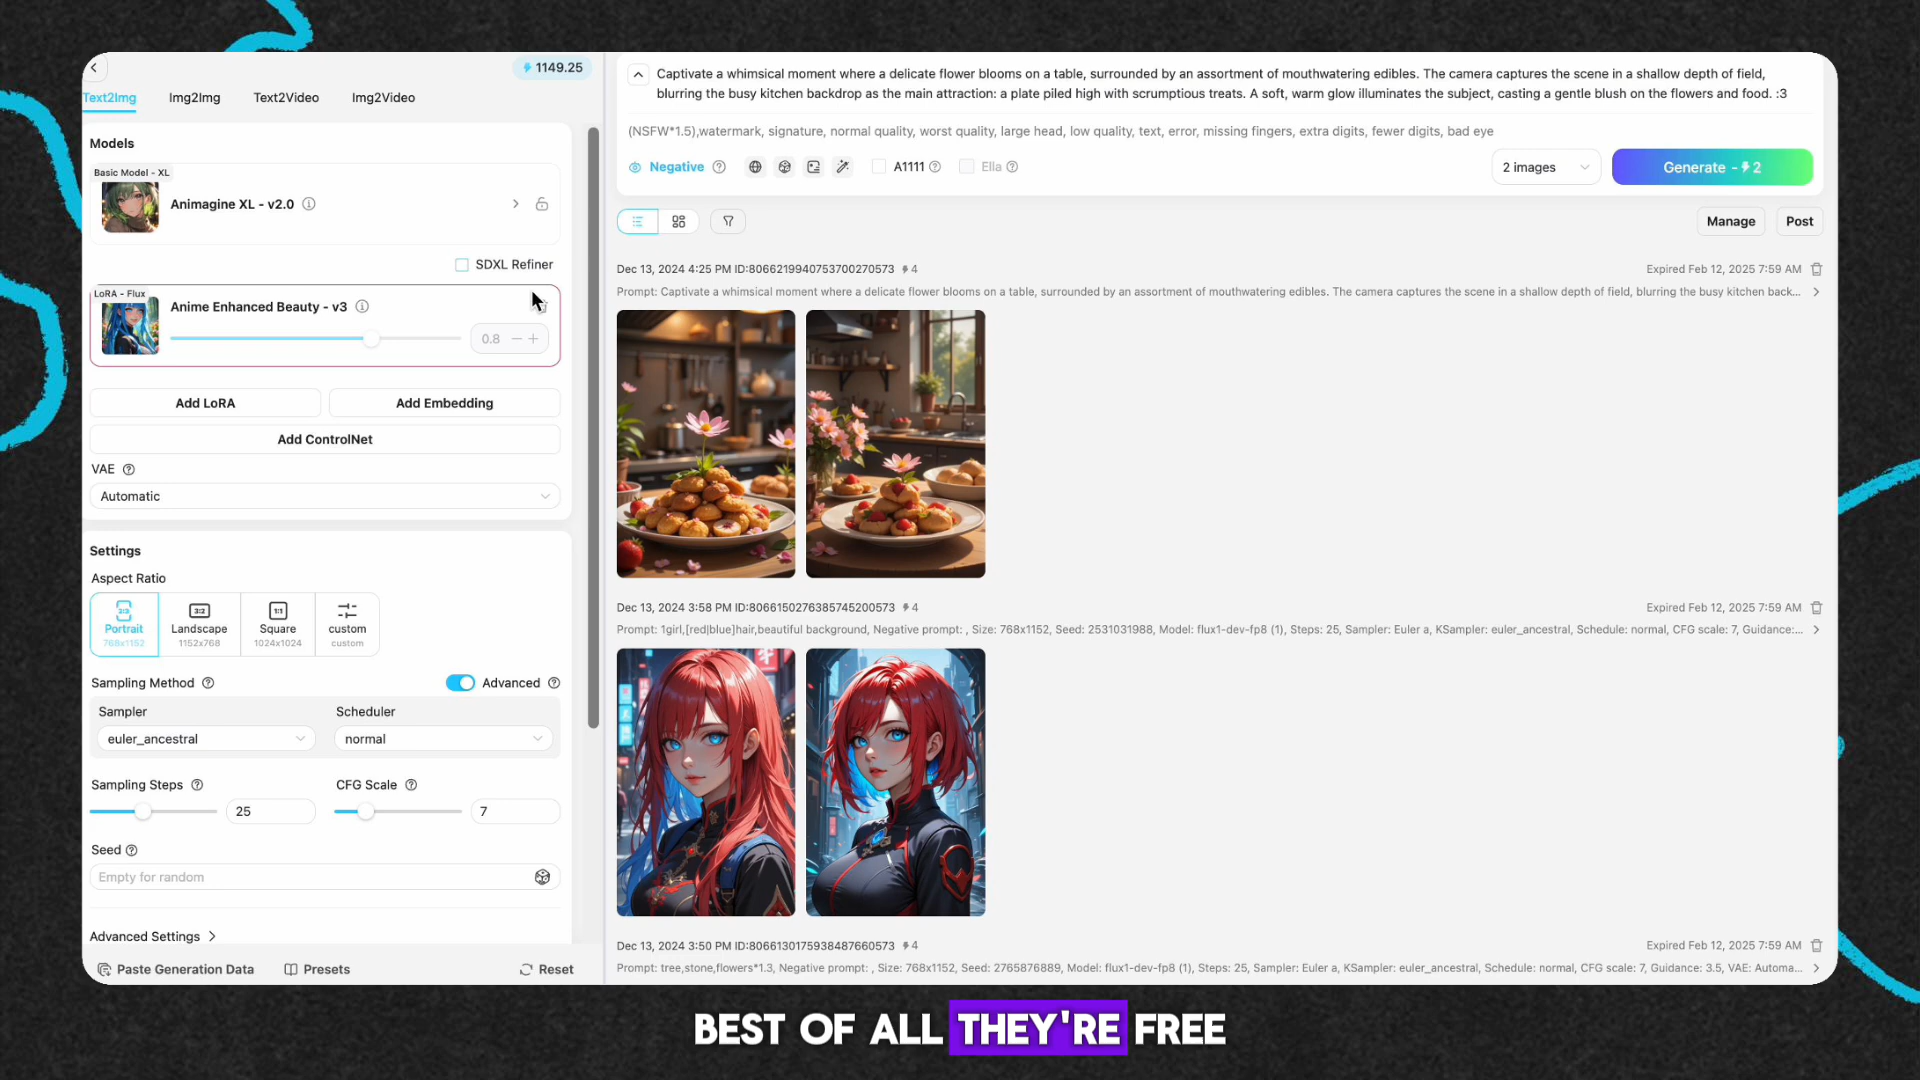 1149.25
Text2Img Img2Img Text2Video Img2Video
Models
Basic Model - XL
Animagine XL - v2.0
SDXL Refiner
LoRA - Flux
Anime Enhanced Beauty - v3
0.8
Add LoRA Add Embedding
Add ControlNet
VAE
Automatic
Settings
Aspect Ratio
2:3 3:2 1:1
Portrait Landscape Square custom
768x1152 1152x768 1024x1024 custom
Sampling Method Advanced
Sampler Scheduler
euler_ancestral normal
Sampling Steps CFG Scale
25 7
Seed
Empty for random
Advanced Settings
Paste Generation Data Presets Reset
Captivate a whimsical moment where a delicate flower blooms on a table, surrounded by an assortment of mouthwatering edibles. The camera captures the scene in a shallow depth of field,
blurring the busy kitchen backdrop as the main attraction: a plate piled high with scrumptious treats. A soft, warm glow illuminates the subject, casting a gentle blush on the flowers and food. :3
(NSFW*1.5),watermark, signature, normal quality, worst quality, large head, low quality, text, error, missing fingers, extra digits, fewer digits, bad eye
Negative A1111 Ella 2 images Generate - 2
Manage Post
Dec 13, 2024 4:25 PM ID:806621994075370027​0573 4 Expired Feb 12, 2025 7:59 AM
Prompt: Captivate a whimsical moment where a delicate flower blooms on a table, surrounded by an assortment of mouthwatering edibles. The camera captures the scene in a shallow depth of field, blurring the busy kitchen back...
Dec 13, 2024 3:58 PM ID:806615027638574520​0573 4 Expired Feb 12, 2025 7:59 AM
Prompt: 1girl,[red|blue]hair,beautiful background, Negative prompt: , Size: 768x1152, Seed: 2531031988, Model: flux1-dev-fp8 (1), Steps: 25, Sampler: Euler a, KSampler: euler_ancestral, Schedule: normal, CFG scale: 7, Guidance:...
Dec 13, 2024 3:50 PM ID:806613017593848766​0573 4 Expired Feb 12, 2025 7:59 AM
Prompt: tree,stone,flowers*1.3, Negative prompt: , Size: 768x1152, Seed: 2765876889, Model: flux1-dev-fp8 (1), Steps: 25, Sampler: Euler a, KSampler: euler_ancestral, Schedule: normal, CFG scale: 7, Guidance: 3.5, VAE: Automa...
BEST OF ALL THEY'RE FREE